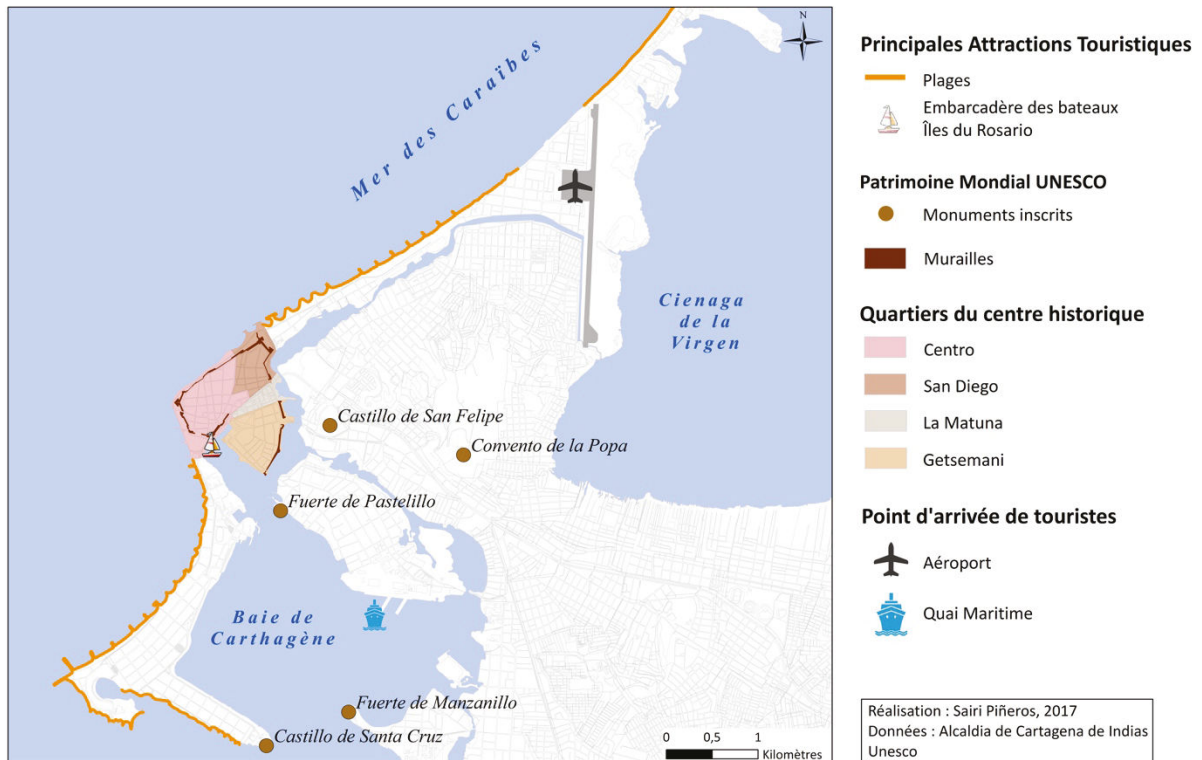 N
Mer des Caraïbes
Cienaga
de la
Virgen
Castillo de San Felipe
Convento de la Popa
Fuerte de Pastelillo
Baie de
Carthagène
Fuerte de Manzanillo
Castillo de Santa Cruz
0 0,5 1
Kilomètres
Principales Attractions Touristiques
Plages
Embarcadère des bateaux
Îles du Rosario
Patrimoine Mondial UNESCO
Monuments inscrits
Murailles
Quartiers du centre historique
Centro
San Diego
La Matuna
Getsemani
Point d'arrivée de touristes
Aéroport
Quai Maritime
Réalisation : Sairi Piñeros, 2017
Données : Alcaldia de Cartagena de Indias
Unesco